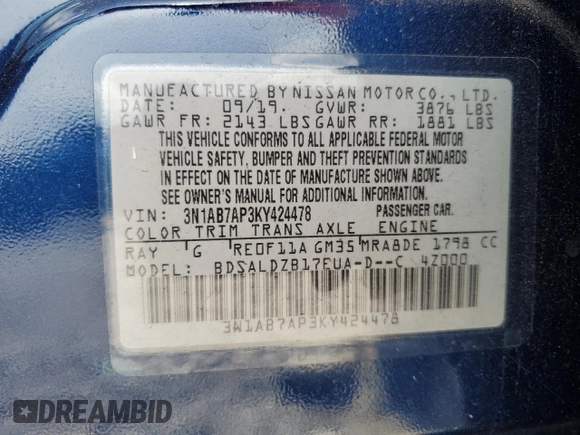 MANUFACTURED BY NISSAN MOTOR CO., LTD.
DATE: 09/19. GVWR: 3876 LBS
GAWR FR: 2143 LBS GAWR RR: 1881 LBS
THIS VEHICLE CONFORMS TO ALL APPLICABLE FEDERAL MOTOR
VEHICLE SAFETY, BUMPER AND THEFT PREVENTION STANDARDS
IN EFFECT ON THE DATE OF MANUFACTURE SHOWN ABOVE.
SEE OWNER'S MANUAL FOR ADDITIONAL INFORMATION.
VIN: 3N1AB7AP3KY424478 PASSENGER CAR.
COLOR TRIM TRANS AXLE ENGINE
RAY G RE0F11A GM35 MRA8DE 1798 CC
MODEL: BDSALDZB17EUA-D--C 4Z000
3N1AB7AP3KY424478
DREAMBID